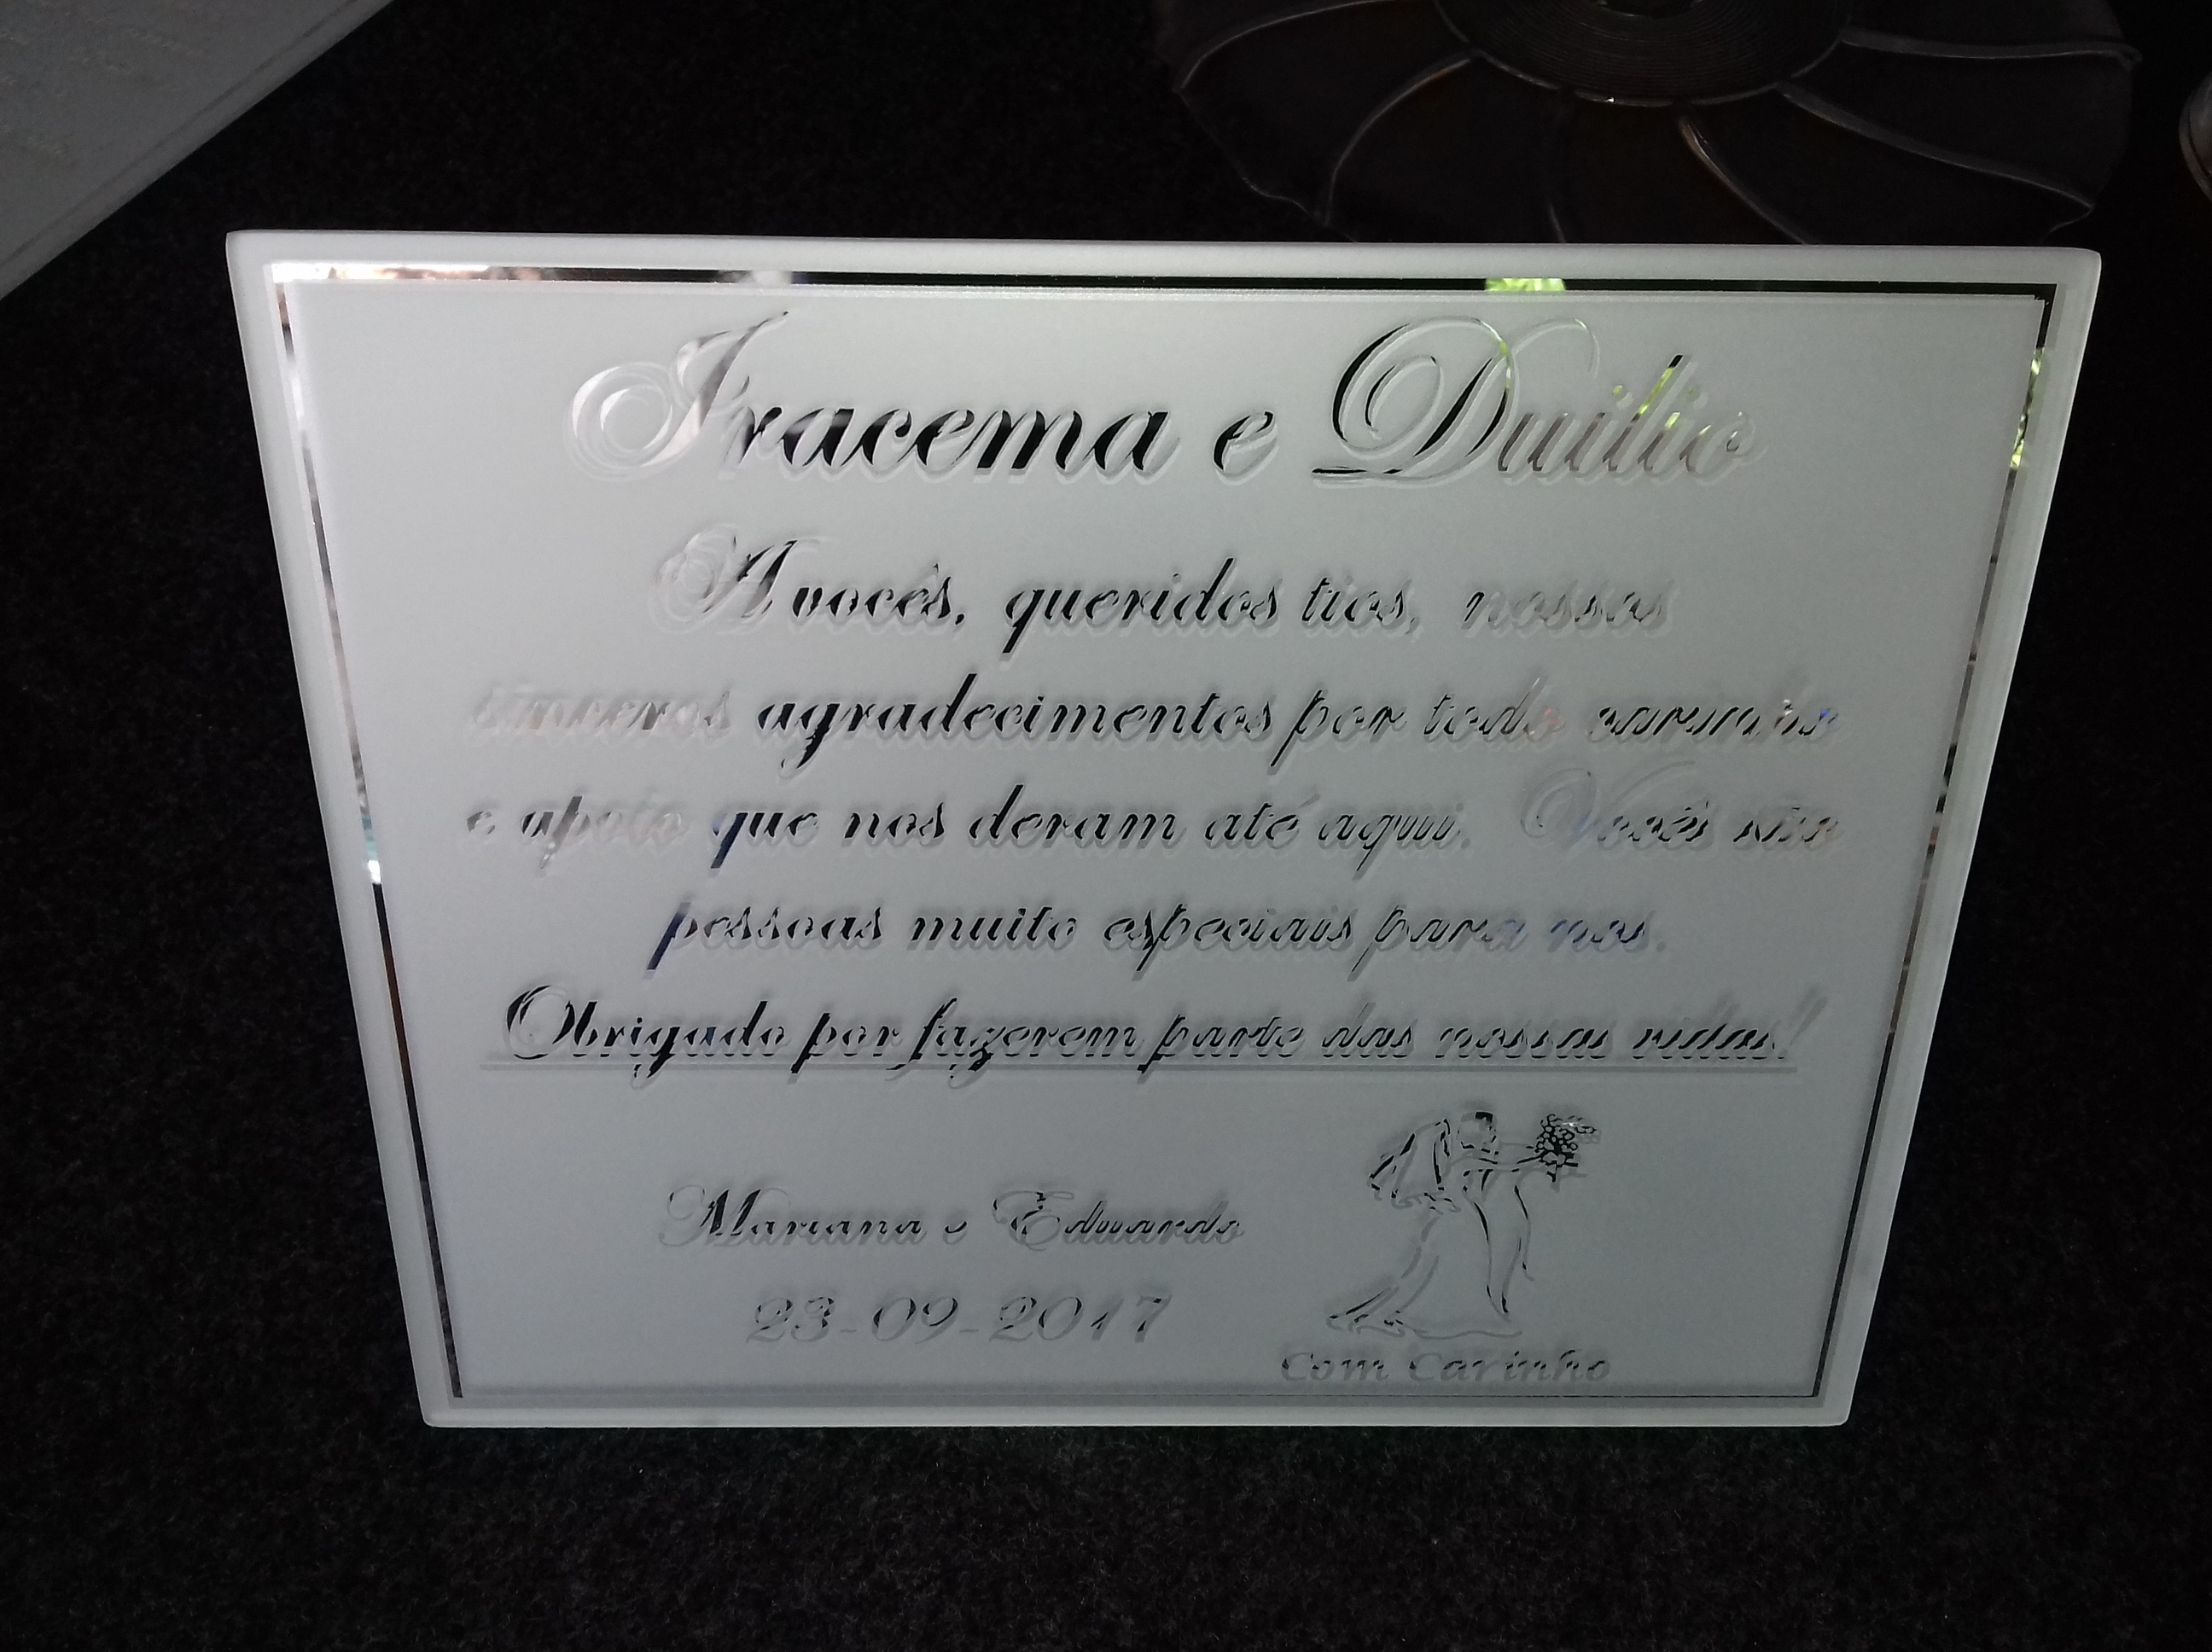 Iracema e Duilio
A vocês, queridos tios, nossos
sinceros agradecimentos por todo carinho
e apoio que nos deram até aqui. Vocês são
pessoas muito especiais para nos.
Obrigado por fazerem parte das nossas vidas!
Mariana e Eduardo
23-09-2017
Com Carinho